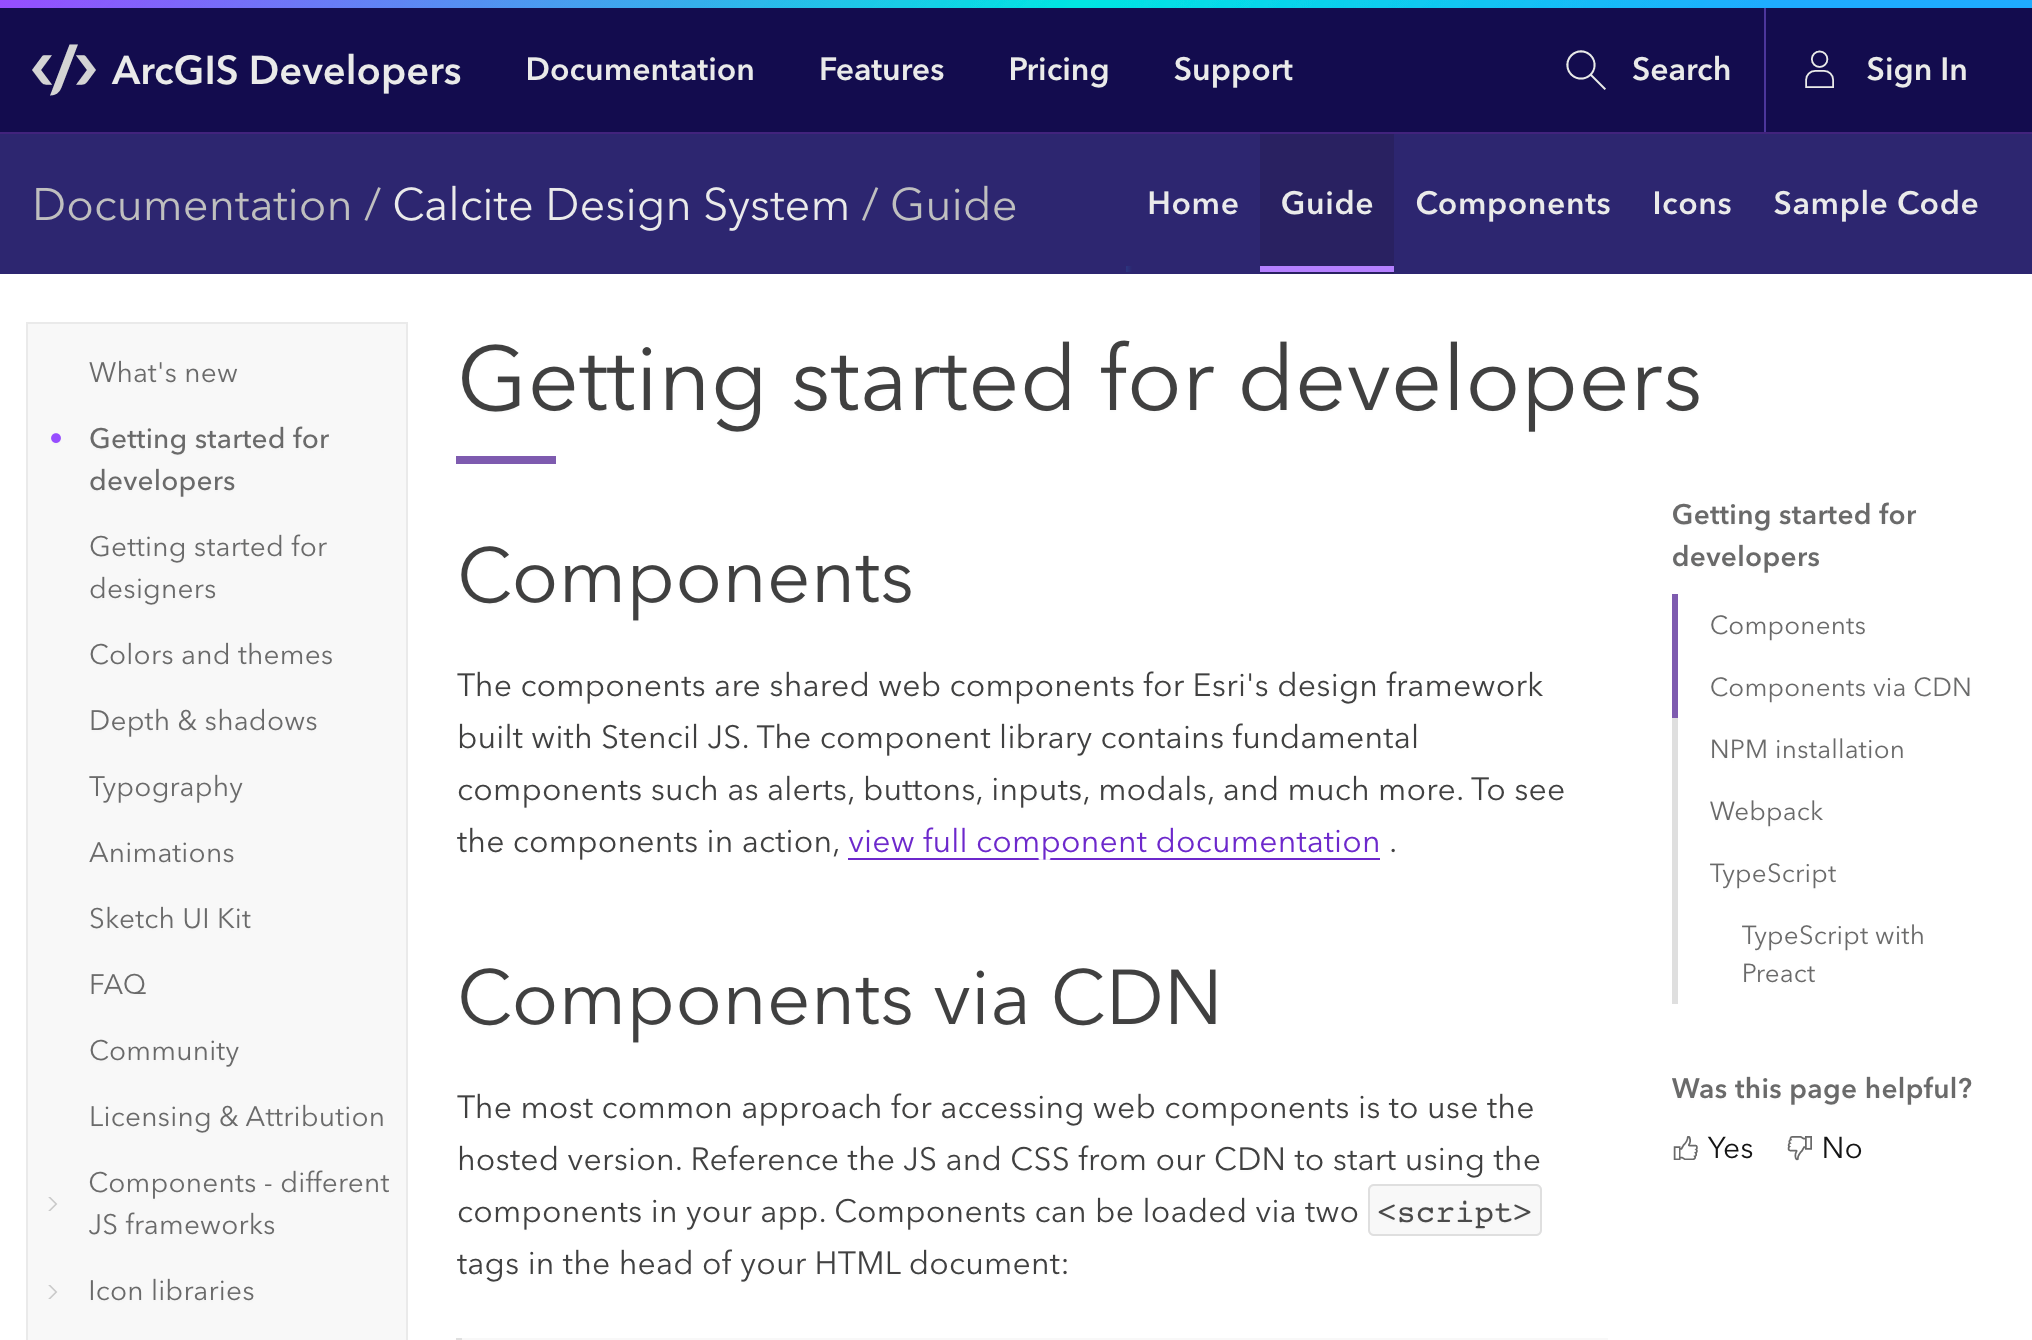 ArcGIS Developers Documentation Features Pricing Support Search Sign In
Documentation / Calcite Design System / Guide Home Guide Components Icons Sample Code
What's new
Getting started for
developers
Getting started for
designers
Colors and themes
Depth & shadows
Typography
Animations
Sketch UI Kit
FAQ
Community
Licensing & Attribution
Components - different
JS frameworks
Icon libraries
Getting started for developers
Components
The components are shared web components for Esri's design framework
built with Stencil JS. The component library contains fundamental
components such as alerts, buttons, inputs, modals, and much more. To see
the components in action, view full component documentation .
Components via CDN
The most common approach for accessing web components is to use the
hosted version. Reference the JS and CSS from our CDN to start using the
components in your app. Components can be loaded via two <script>
tags in the head of your HTML document:
Getting started for
developers
Components
Components via CDN
NPM installation
Webpack
TypeScript
TypeScript with
Preact
Was this page helpful?
Yes No